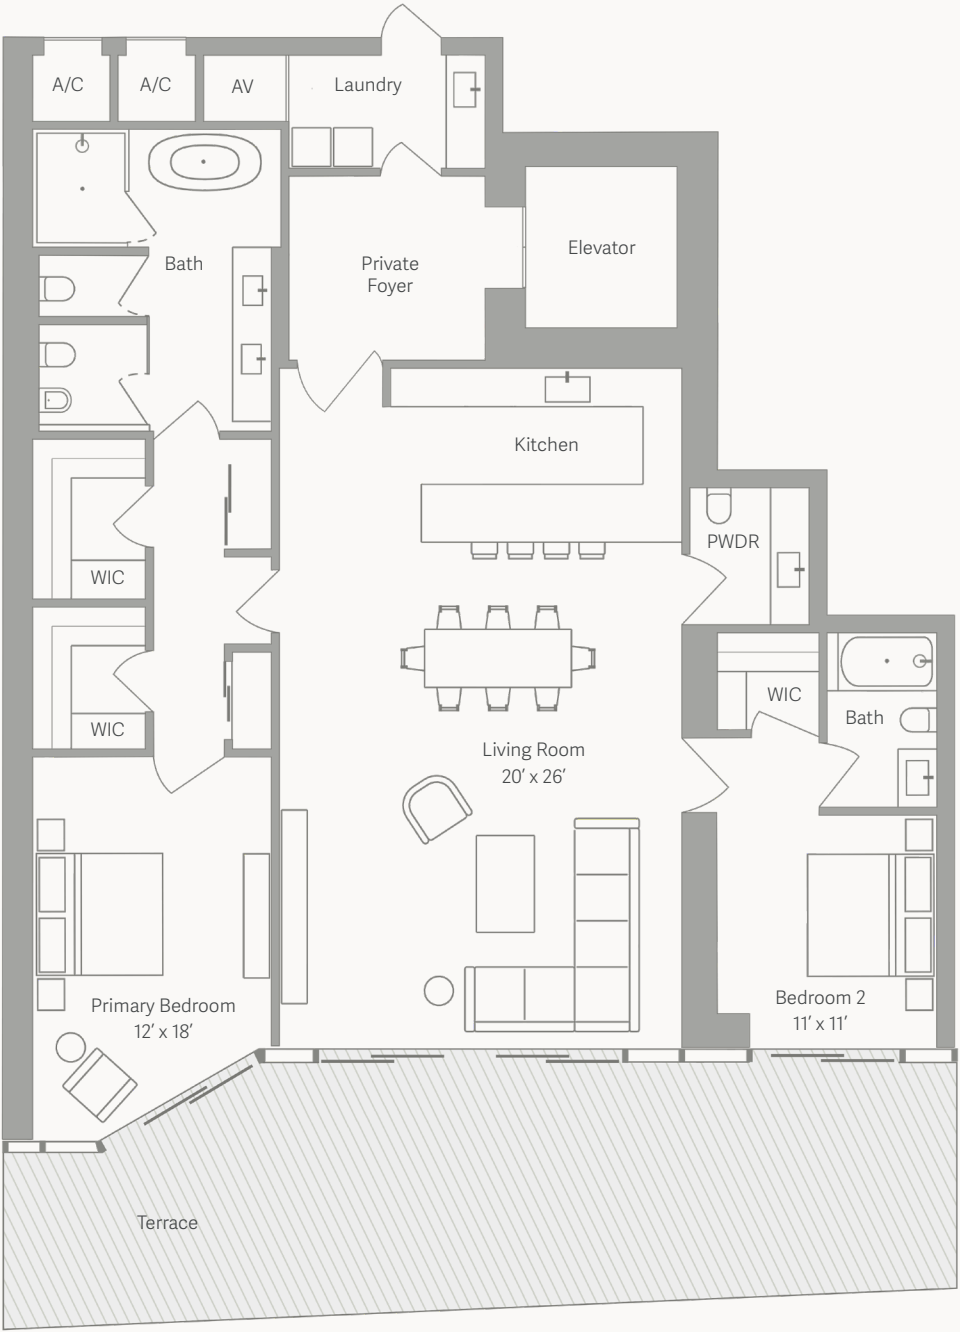 A/C
A/C
AV
Laundry
Bath
Private
Foyer
Elevator
Kitchen
PWDR
WIC
WIC
WIC
Bath
Living Room
20’ x 26’
Primary Bedroom
12’ x 18’
Bedroom 2
11’ x 11’
Terrace